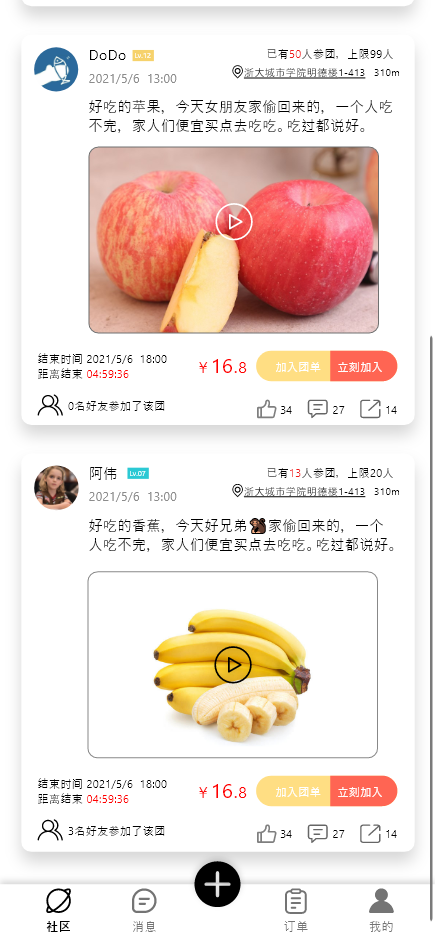 DoDo Lv.12
已有50人参团，上限99人
2021/5/6 13:00
浙大城市学院明德楼1-413 310m
好吃的苹果，今天女朋友家偷回来的，一个人吃
不完，家人们便宜买点去吃吃。吃过都说好。
结束时间 2021/5/6 18:00
距离结束 04:59:36
￥16.8
加入团单 立刻加入
0名好友参加了该团
34 27 14
阿伟 Lv.07
已有13人参团，上限20人
2021/5/6 13:00
浙大城市学院明德楼1-413 310m
好吃的香蕉，今天好兄弟家偷回来的，一个
人吃不完，家人们便宜买点去吃吃。吃过都说好。
结束时间 2021/5/6 18:00
距离结束 04:59:36
￥16.8
加入团单 立刻加入
3名好友参加了该团
34 27 14
社区 消息 订单 我的